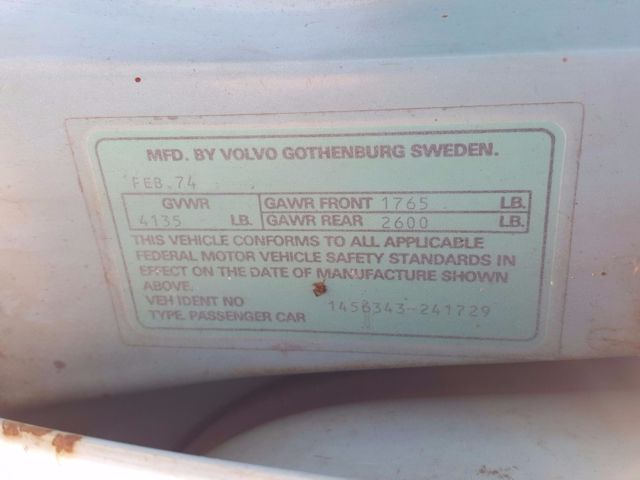 MFD. BY VOLVO GOTHENBURG SWEDEN.
FEB.74
GVWR GAWR FRONT 1765 LB.
4135 LB. GAWR REAR 2600 LB.
THIS VEHICLE CONFORMS TO ALL APPLICABLE
FEDERAL MOTOR VEHICLE SAFETY STANDARDS IN
EFFECT ON THE DATE OF MANUFACTURE SHOWN
ABOVE.
VEH IDENT NO 1456343-241729
TYPE PASSENGER CAR